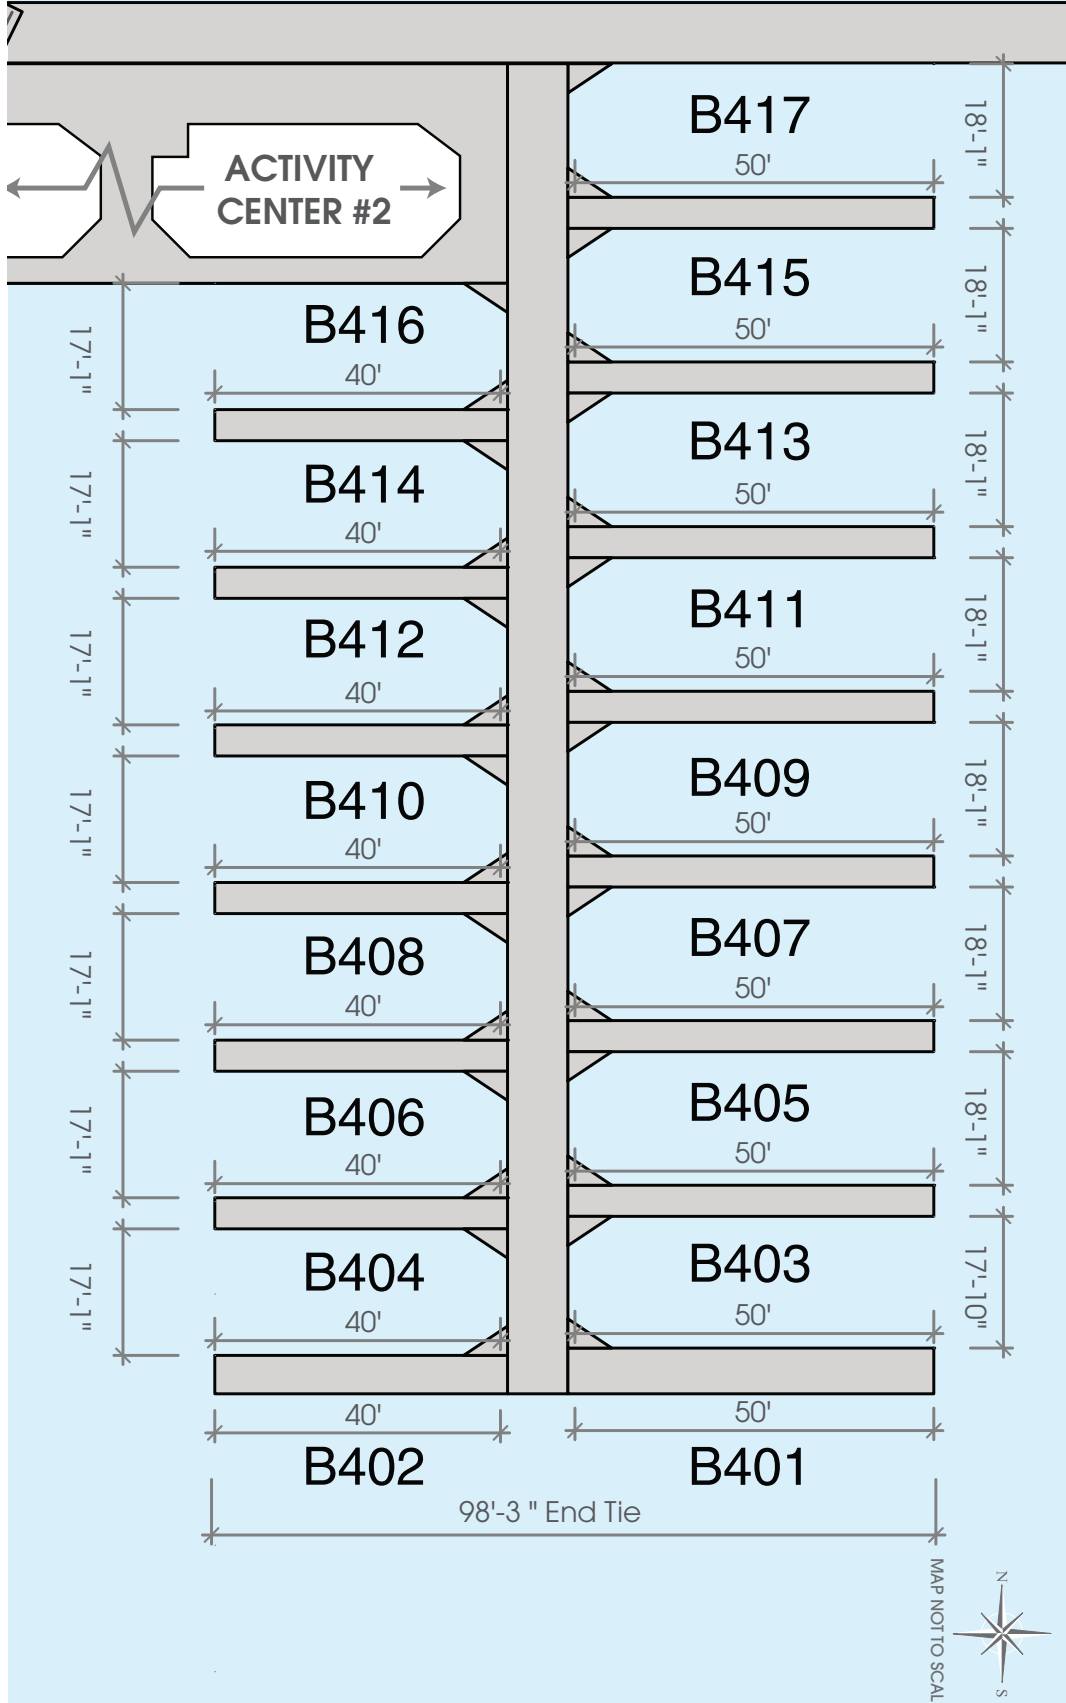 B417
50'
18'-1"
ACTIVITY
CENTER #2
B415
50'
18'-1"
B416
40'
17'-1"
B413
50'
18'-1"
B414
40'
17'-1"
B411
50'
18'-1"
B412
40'
17'-1"
B409
50'
18'-1"
B410
40'
17'-1"
B407
50'
18'-1"
B408
40'
17'-1"
B405
50'
18'-1"
B406
40'
17'-1"
B403
50'
17'-10"
B404
40'
17'-1"
40'
B402
50'
B401
98'-3 " End Tie
MAP NOT TO SCAL
N
S